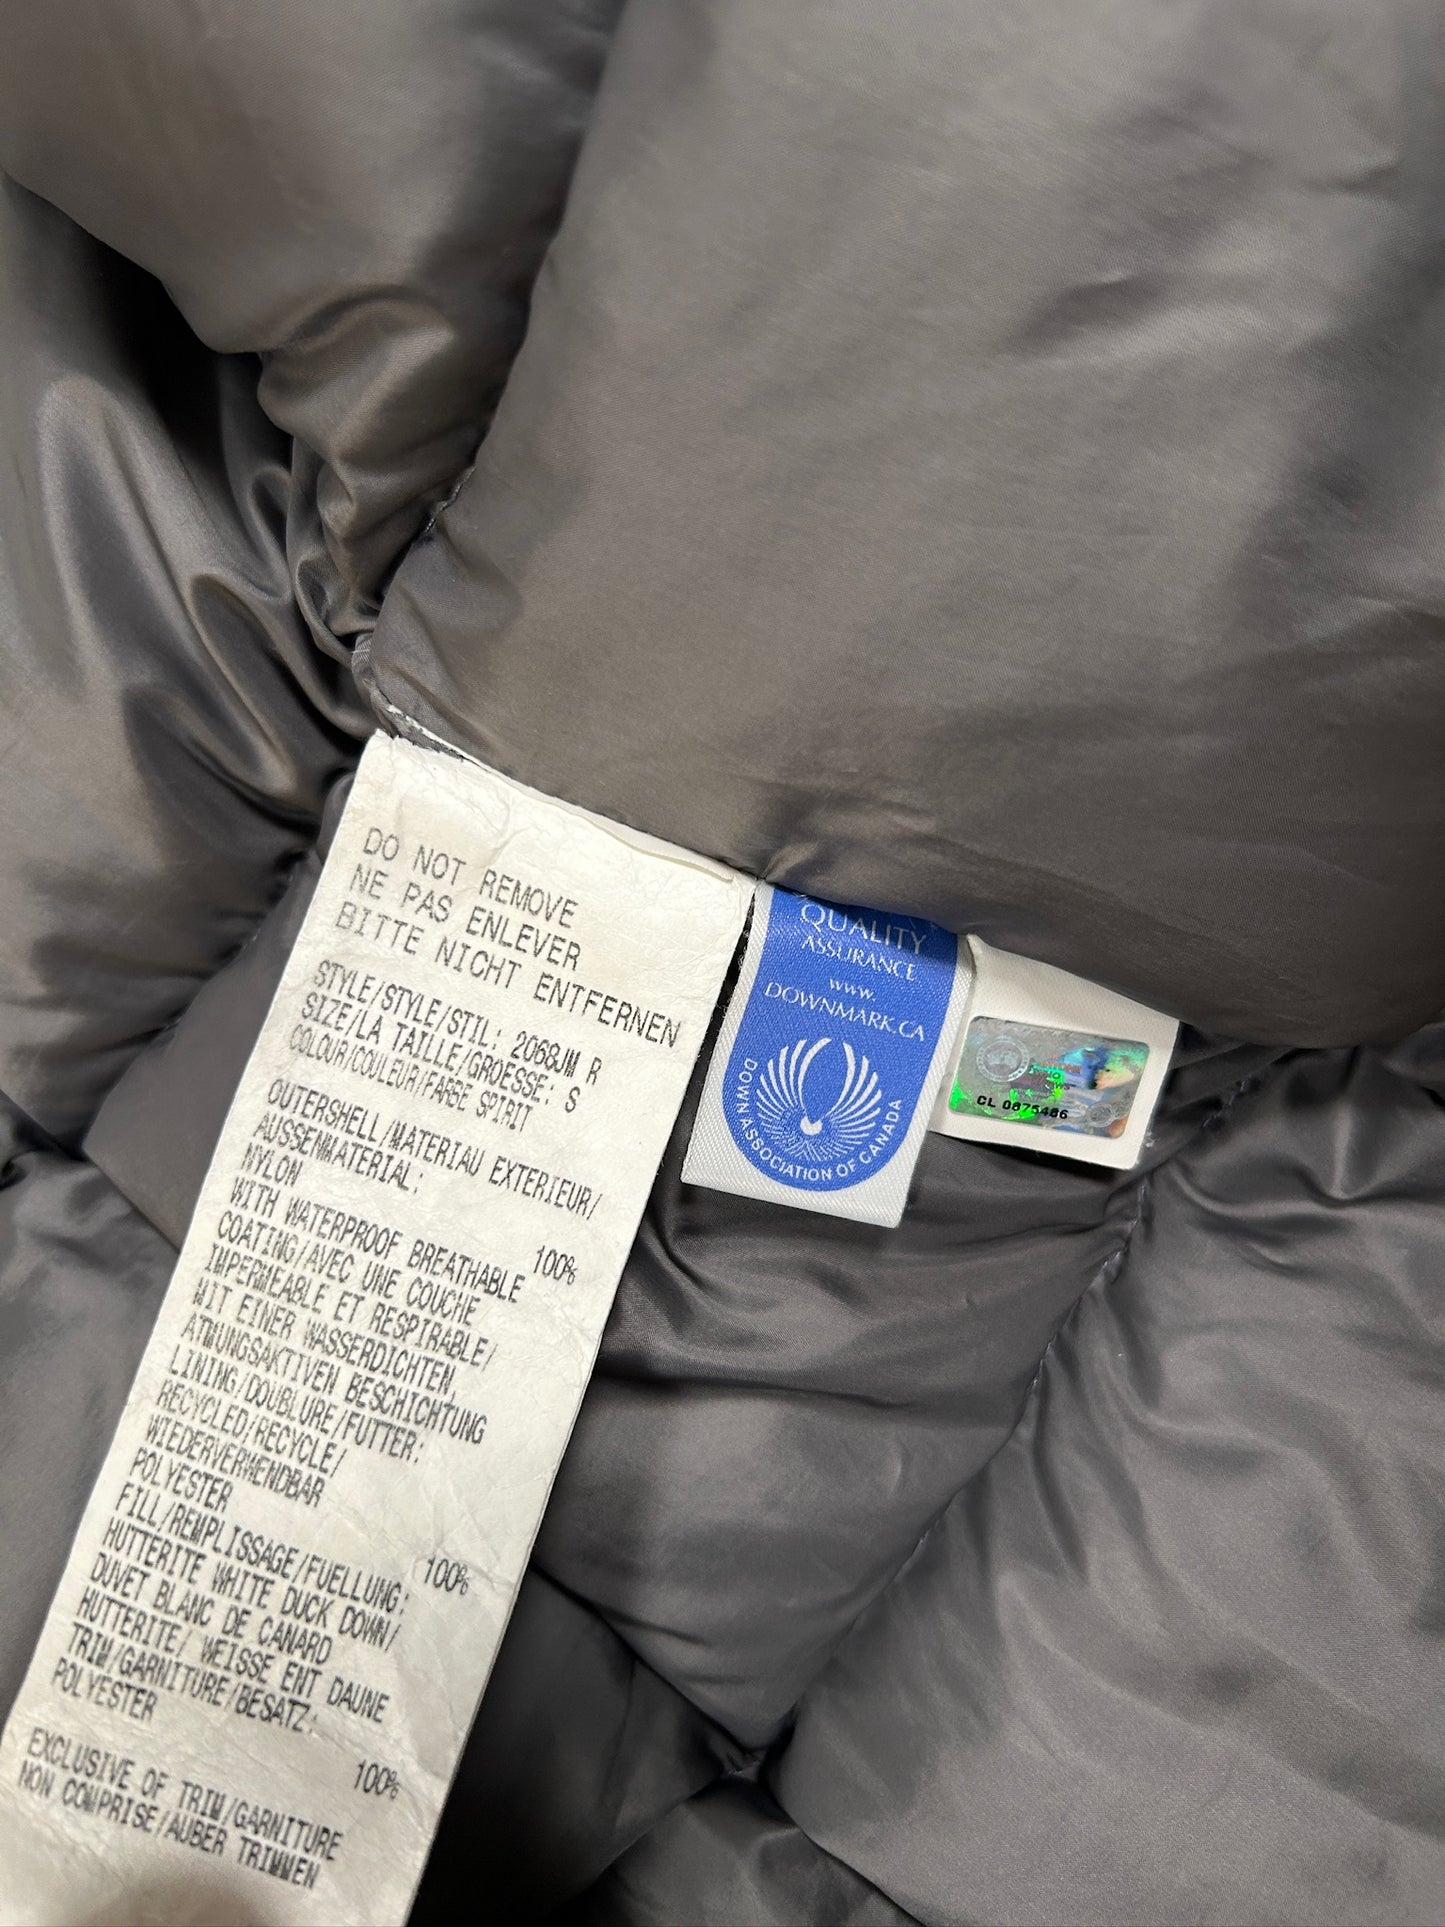 DO NOT REMOVE
NE PAS ENLEVER
BITTE NICHT ENTFERNEN
STYLE/STYLE/STIL: 2068JM R
SIZE/LA TAILLE/GROESSE: S
COLOUR/COULEUR/FARBE SPIRIT
OUTERSHELL/MATERIAU EXTERIEUR/
AUSSENMATERIAL:
NYLON 100%
WITH WATERPROOF BREATHABLE
COATING/AVEC UNE COUCHE
IMPERMEABLE ET RESPIRABLE/
MIT EINER WASSERDICHTEN,
ATMUNGSAKTIVEN BESCHICHTUNG
LINING/DOUBLURE/FUTTER:
RECYCLED/RECYCLE/
WIEDERVERWENDBAR
POLYESTER 100%
FILL/REMPLISSAGE/FUELLUNG:
HUTTERITE WHITE DUCK DOWN/
DUVET BLANC DE CANARD
HUTTERITE/ WEISSE ENT DAUNE
TRIM/GARNITURE/BESATZ:
POLYESTER 100%
EXCLUSIVE OF TRIM/GARNITURE
NON COMPRISE/AUBER TRIMMEN
QUALITY
ASSURANCE
www.
DOWNMARK.CA
DOWN ASSOCIATION OF CANADA
CL 0875486